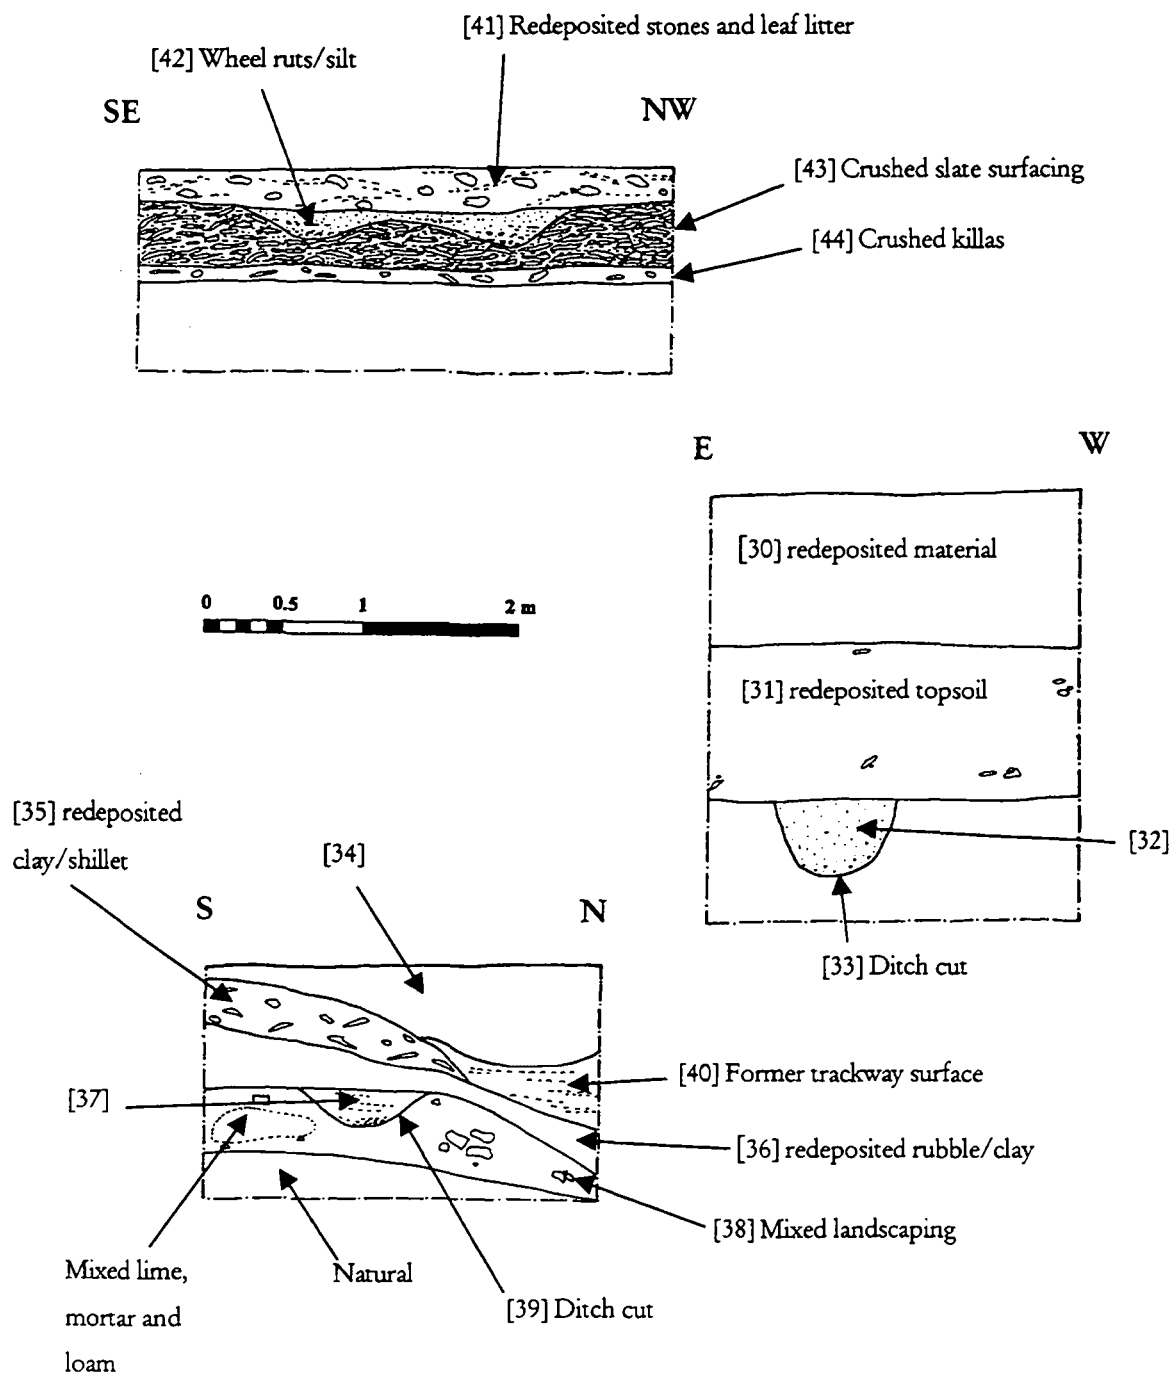 [41] Redeposited stones and leaf litter
[42] Wheel ruts/silt
SE
NW
[43] Crushed slate surfacing
[44] Crushed killas
E
W
[30] redeposited material
0 0.5 1 2 m
[31] redeposited topsoil
[32]
[33] Ditch cut
[35] redeposited
clay/shillet
[34]
S
N
[40] Former trackway surface
[37]
[36] redeposited rubble/clay
[38] Mixed landscaping
Mixed lime,
mortar and
loam
Natural
[39] Ditch cut